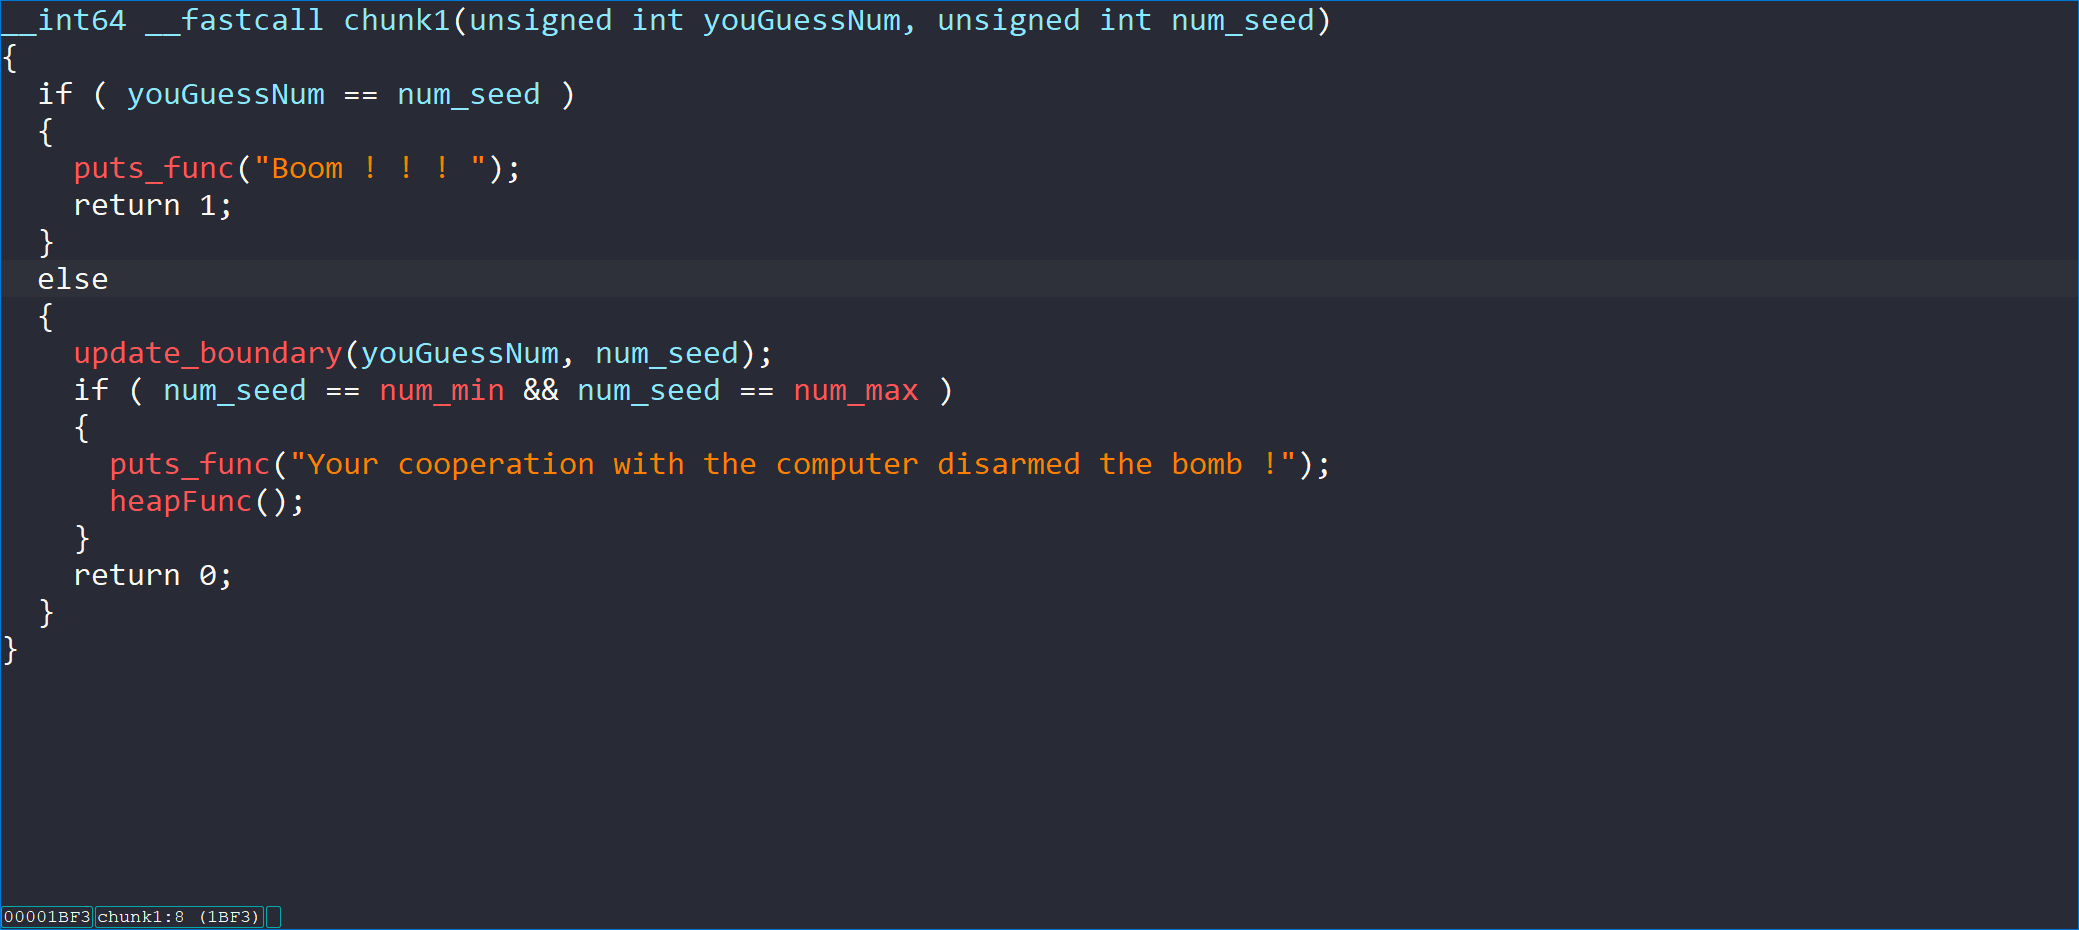 __int64 __fastcall chunk1(unsigned int youGuessNum, unsigned int num_seed)
{
  if ( youGuessNum == num_seed )
  {
    puts_func("Boom ! ! ! ");
    return 1;
  }
  else
  {
    update_boundary(youGuessNum, num_seed);
    if ( num_seed == num_min && num_seed == num_max )
    {
      puts_func("Your cooperation with the computer disarmed the bomb !");
      heapFunc();
    }
    return 0;
  }
}
00001BF3 chunk1:8 (1BF3)